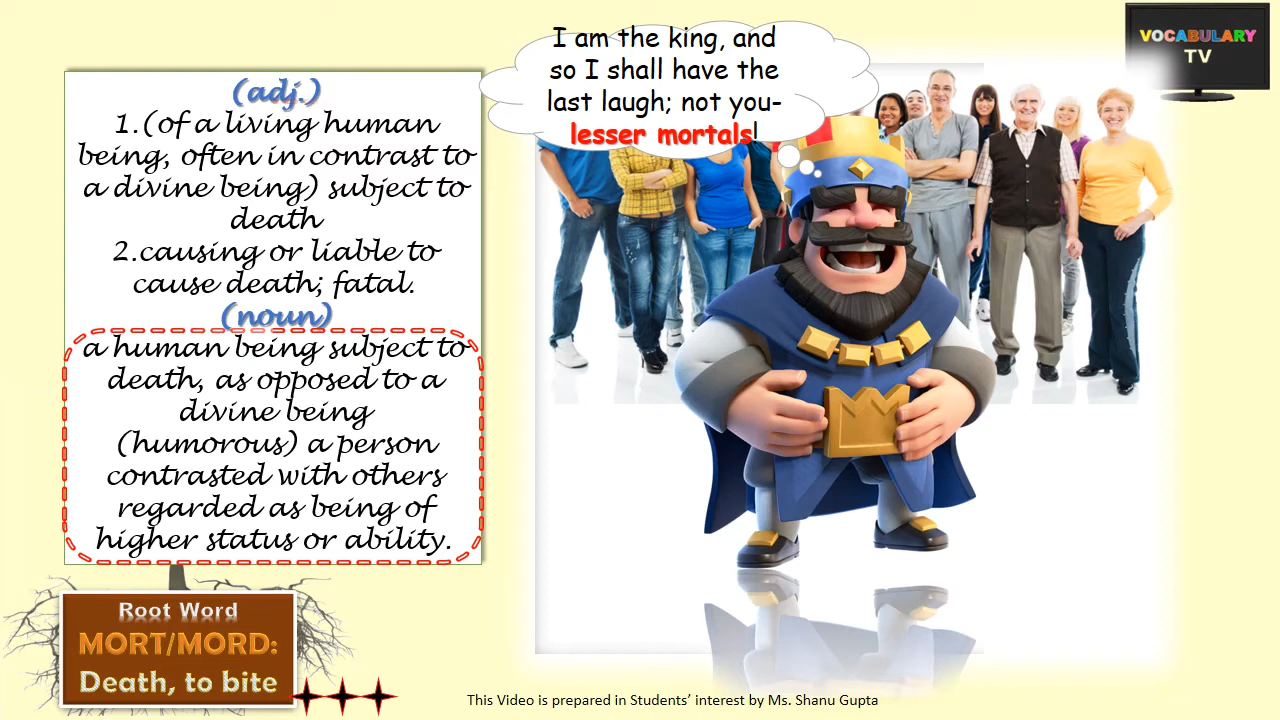 I am the king, and
so I shall have the
last laugh; not you-
lesser mortals!
VOCABULARY
TV
(adj.)
1.(of a living human
being, often in contrast to
a divine being) subject to
death
2.causing or liable to
cause death; fatal.
(noun)
a human being subject to
death, as opposed to a
divine being
(humorous) a person
contrasted with others
regarded as being of
higher status or ability.
Root Word
MORT/MORD:
Death, to bite
This Video is prepared in Students’ interest by Ms. Shanu Gupta